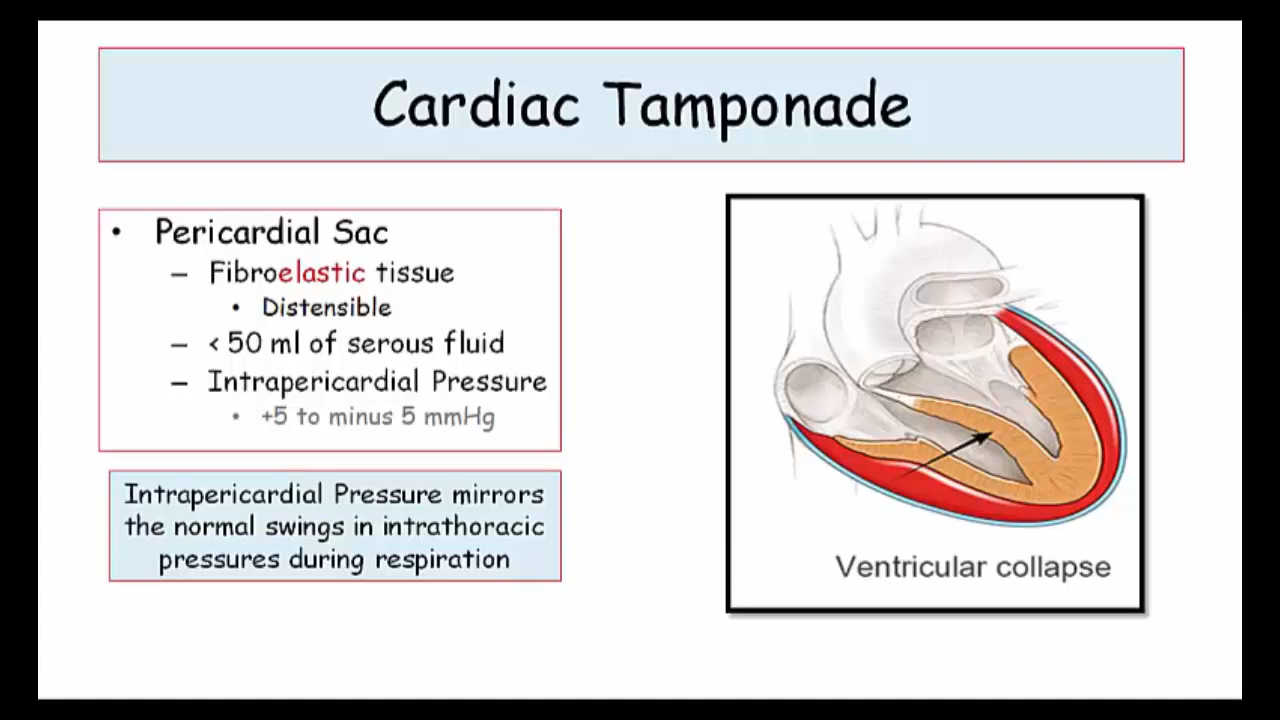 Cardiac Tamponade
• Pericardial Sac
– Fibroelastic tissue
• Distensible
– < 50 ml of serous fluid
– Intrapericardial Pressure
• +5 to minus 5 mmHg
Intrapericardial Pressure mirrors
the normal swings in intrathoracic
pressures during respiration
Ventricular collapse